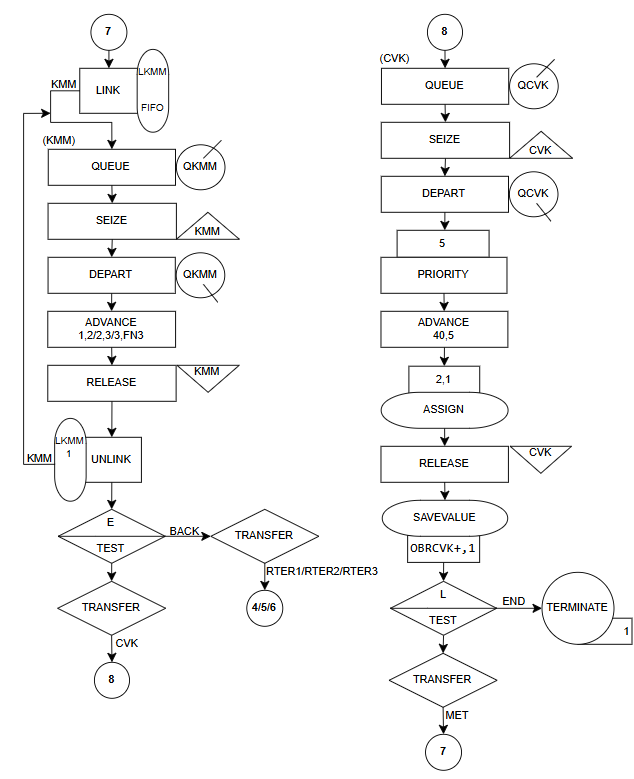 7
KMM
LINK
LKMM
FIFO
(KMM)
QUEUE
QKMM
SEIZE
KMM
DEPART
QKMM
ADVANCE
1,2/2,3/3,FN3
RELEASE
KMM
LKMM
1
KMM
UNLINK
E
TEST
BACK
TRANSFER
RTER1/RTER2/RTER3
4/5/6
TRANSFER
CVK
8
8
(CVK)
QUEUE
QCVK
SEIZE
CVK
DEPART
QCVK
5
PRIORITY
ADVANCE
40,5
2,1
ASSIGN
RELEASE
CVK
SAVEVALUE
OBRCVK+,1
L
TEST
END
TERMINATE
1
TRANSFER
MET
7